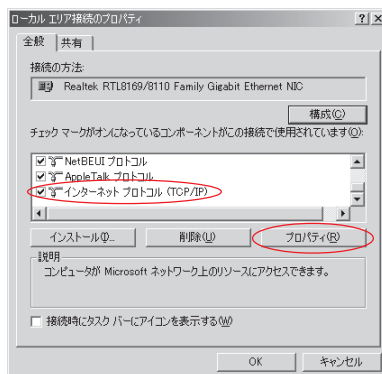 ローカル エリア接続のプロパティ
全般 共有
接続の方法:
Realtek RTL8169/8110 Family Gigabit Ethernet NIC
構成(C)
チェック マークがオンになっているコンポーネントがこの接続で使用されています(O):
NetBEUI プロトコル
AppleTalk プロトコル
インターネット プロトコル (TCP/IP)
インストール(I)... 削除(U) プロパティ(R)
説明
コンピュータが Microsoft ネットワーク上のリソースにアクセスできます。
接続時にタスク バーにアイコンを表示する(W)
OK キャンセル